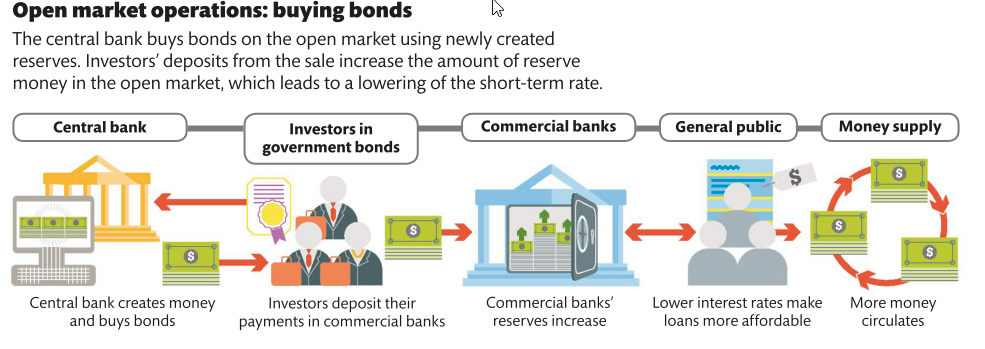 Open market operations: buying bonds
The central bank buys bonds on the open market using newly created
reserves. Investors’ deposits from the sale increase the amount of reserve
money in the open market, which leads to a lowering of the short-term rate.
Central bank
Investors in
government bonds
Commercial banks
General public
Money supply
$
$
$
$
$
$
Central bank creates money
and buys bonds
Investors deposit their
payments in commercial banks
Commercial banks’
reserves increase
Lower interest rates make
loans more affordable
More money
circulates